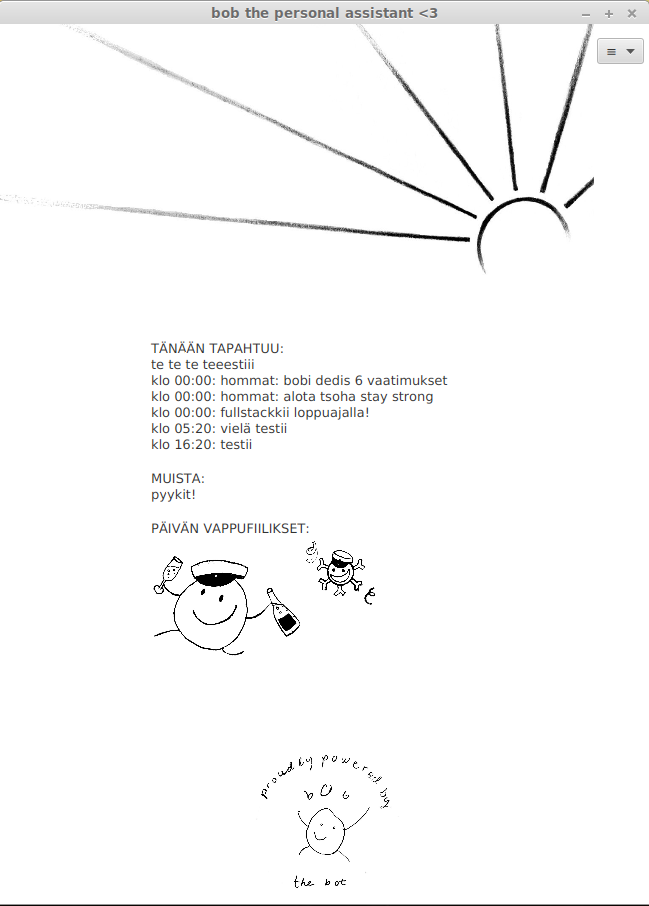 bob the personal assistant <3
TÄNÄÄN TAPAHTUU:
te te te teeestiii
klo 00:00: hommat: bobi dedis 6 vaatimukset
klo 00:00: hommat: alota tsoha stay strong
klo 00:00: fullstackkii loppuajalla!
klo 05:20: vielä testii
klo 16:20: testii
MUISTA:
pyykit!
PÄIVÄN VAPPUFIILIKSET:
proudly powered by
bob
the bot